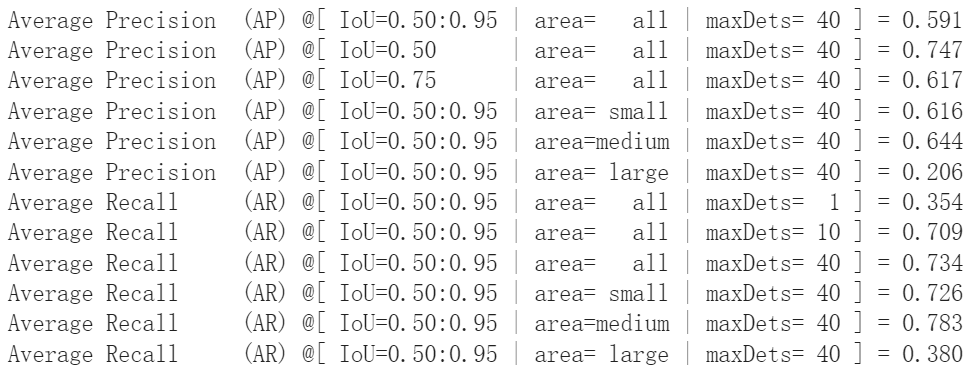 Average Precision  (AP) @[ IoU=0.50:0.95 | area=   all | maxDets= 40 ] = 0.591
Average Precision  (AP) @[ IoU=0.50      | area=   all | maxDets= 40 ] = 0.747
Average Precision  (AP) @[ IoU=0.75      | area=   all | maxDets= 40 ] = 0.617
Average Precision  (AP) @[ IoU=0.50:0.95 | area= small | maxDets= 40 ] = 0.616
Average Precision  (AP) @[ IoU=0.50:0.95 | area=medium | maxDets= 40 ] = 0.644
Average Precision  (AP) @[ IoU=0.50:0.95 | area= large | maxDets= 40 ] = 0.206
Average Recall     (AR) @[ IoU=0.50:0.95 | area=   all | maxDets=  1 ] = 0.354
Average Recall     (AR) @[ IoU=0.50:0.95 | area=   all | maxDets= 10 ] = 0.709
Average Recall     (AR) @[ IoU=0.50:0.95 | area=   all | maxDets= 40 ] = 0.734
Average Recall     (AR) @[ IoU=0.50:0.95 | area= small | maxDets= 40 ] = 0.726
Average Recall     (AR) @[ IoU=0.50:0.95 | area=medium | maxDets= 40 ] = 0.783
Average Recall     (AR) @[ IoU=0.50:0.95 | area= large | maxDets= 40 ] = 0.380